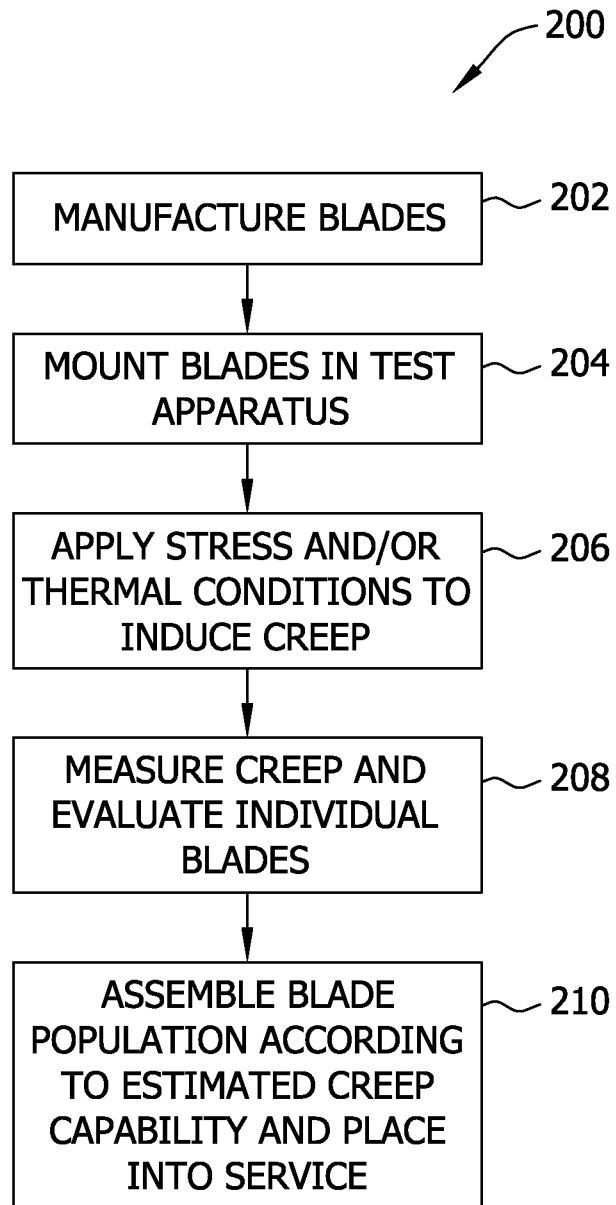 200
MANUFACTURE BLADES
202
MOUNT BLADES IN TEST
APPARATUS
204
APPLY STRESS AND/OR
THERMAL CONDITIONS TO
INDUCE CREEP
206
MEASURE CREEP AND
EVALUATE INDIVIDUAL
BLADES
208
ASSEMBLE BLADE
POPULATION ACCORDING
TO ESTIMATED CREEP
CAPABILITY AND PLACE
INTO SERVICE
210